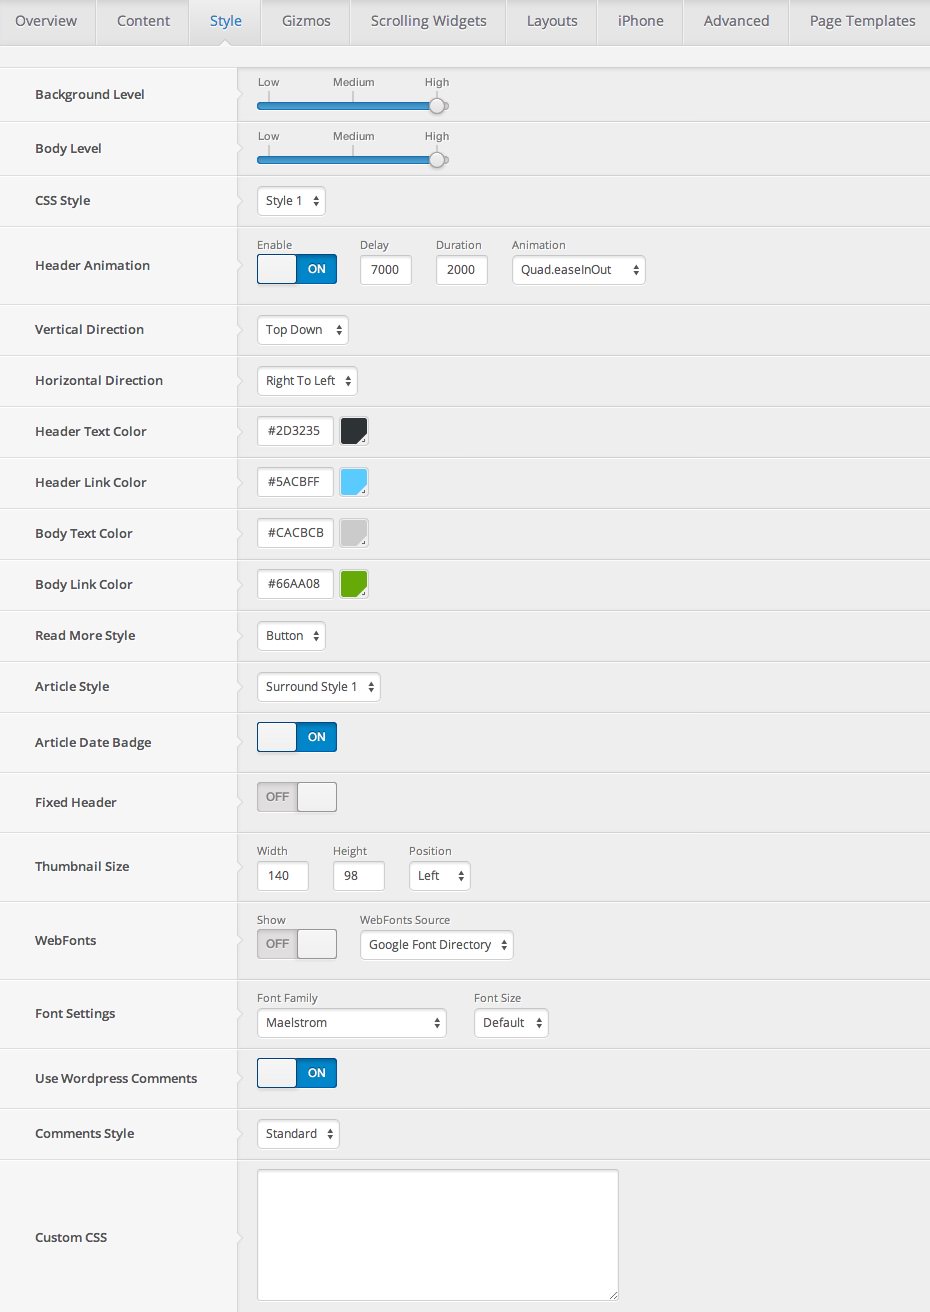 Overview Content Style Gizmos Scrolling Widgets Layouts iPhone Advanced Page Templates
Low Medium High
Background Level
Low Medium High
Body Level
CSS Style Style 1
Enable Delay Duration Animation
Header Animation ON 7000 2000 Quad.easeInOut
Vertical Direction Top Down
Horizontal Direction Right To Left
Header Text Color #2D3235
Header Link Color #5ACBFF
Body Text Color #CACBCB
Body Link Color #66AA08
Read More Style Button
Article Style Surround Style 1
Article Date Badge ON
Fixed Header OFF
Width Height Position
Thumbnail Size 140 98 Left
Show WebFonts Source
WebFonts OFF Google Font Directory
Font Family Font Size
Font Settings Maelstrom Default
Use Wordpress Comments ON
Comments Style Standard
Custom CSS